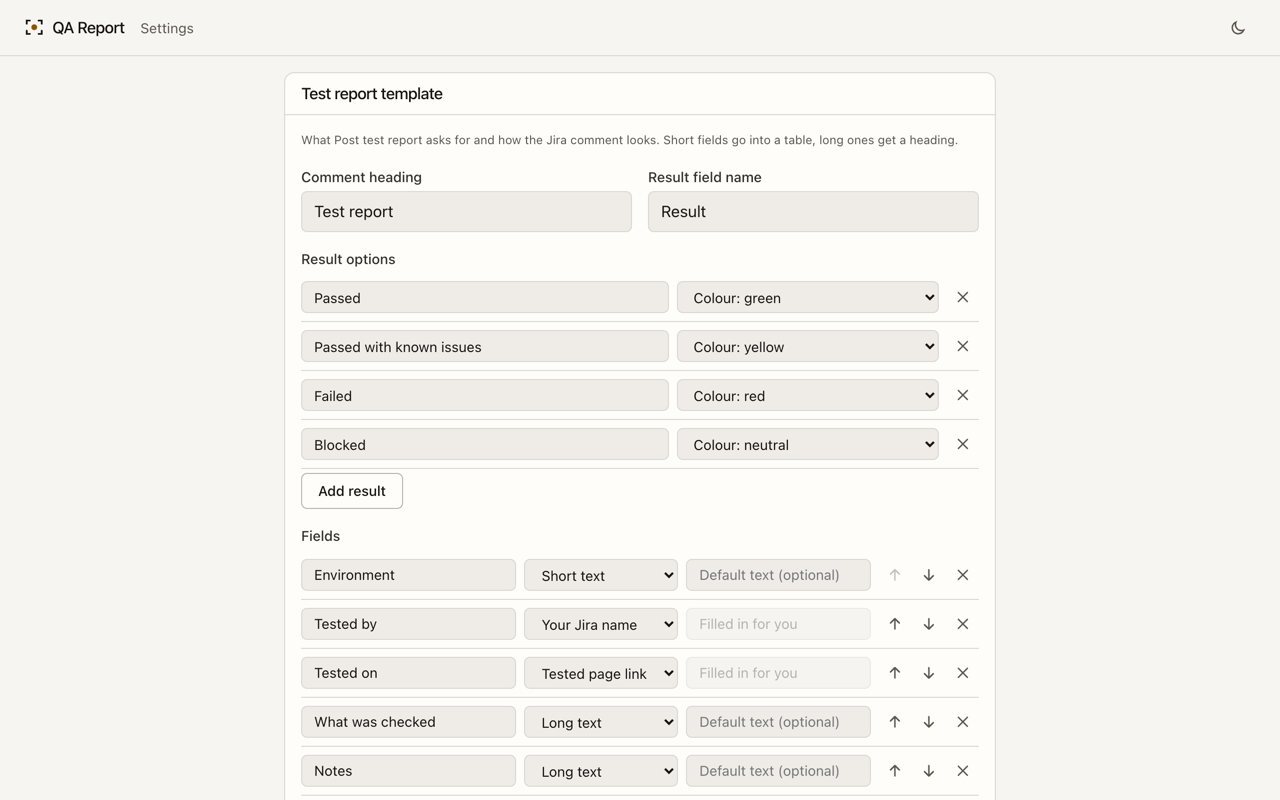 QA Report Settings
Test report template
What Post test report asks for and how the Jira comment looks. Short fields go into a table, long ones get a heading.
Comment heading Result field name
Test report Result
Result options
Passed Colour: green
Passed with known issues Colour: yellow
Failed Colour: red
Blocked Colour: neutral
Add result
Fields
Environment Short text Default text (optional)
Tested by Your Jira name Filled in for you
Tested on Tested page link Filled in for you
What was checked Long text Default text (optional)
Notes Long text Default text (optional)